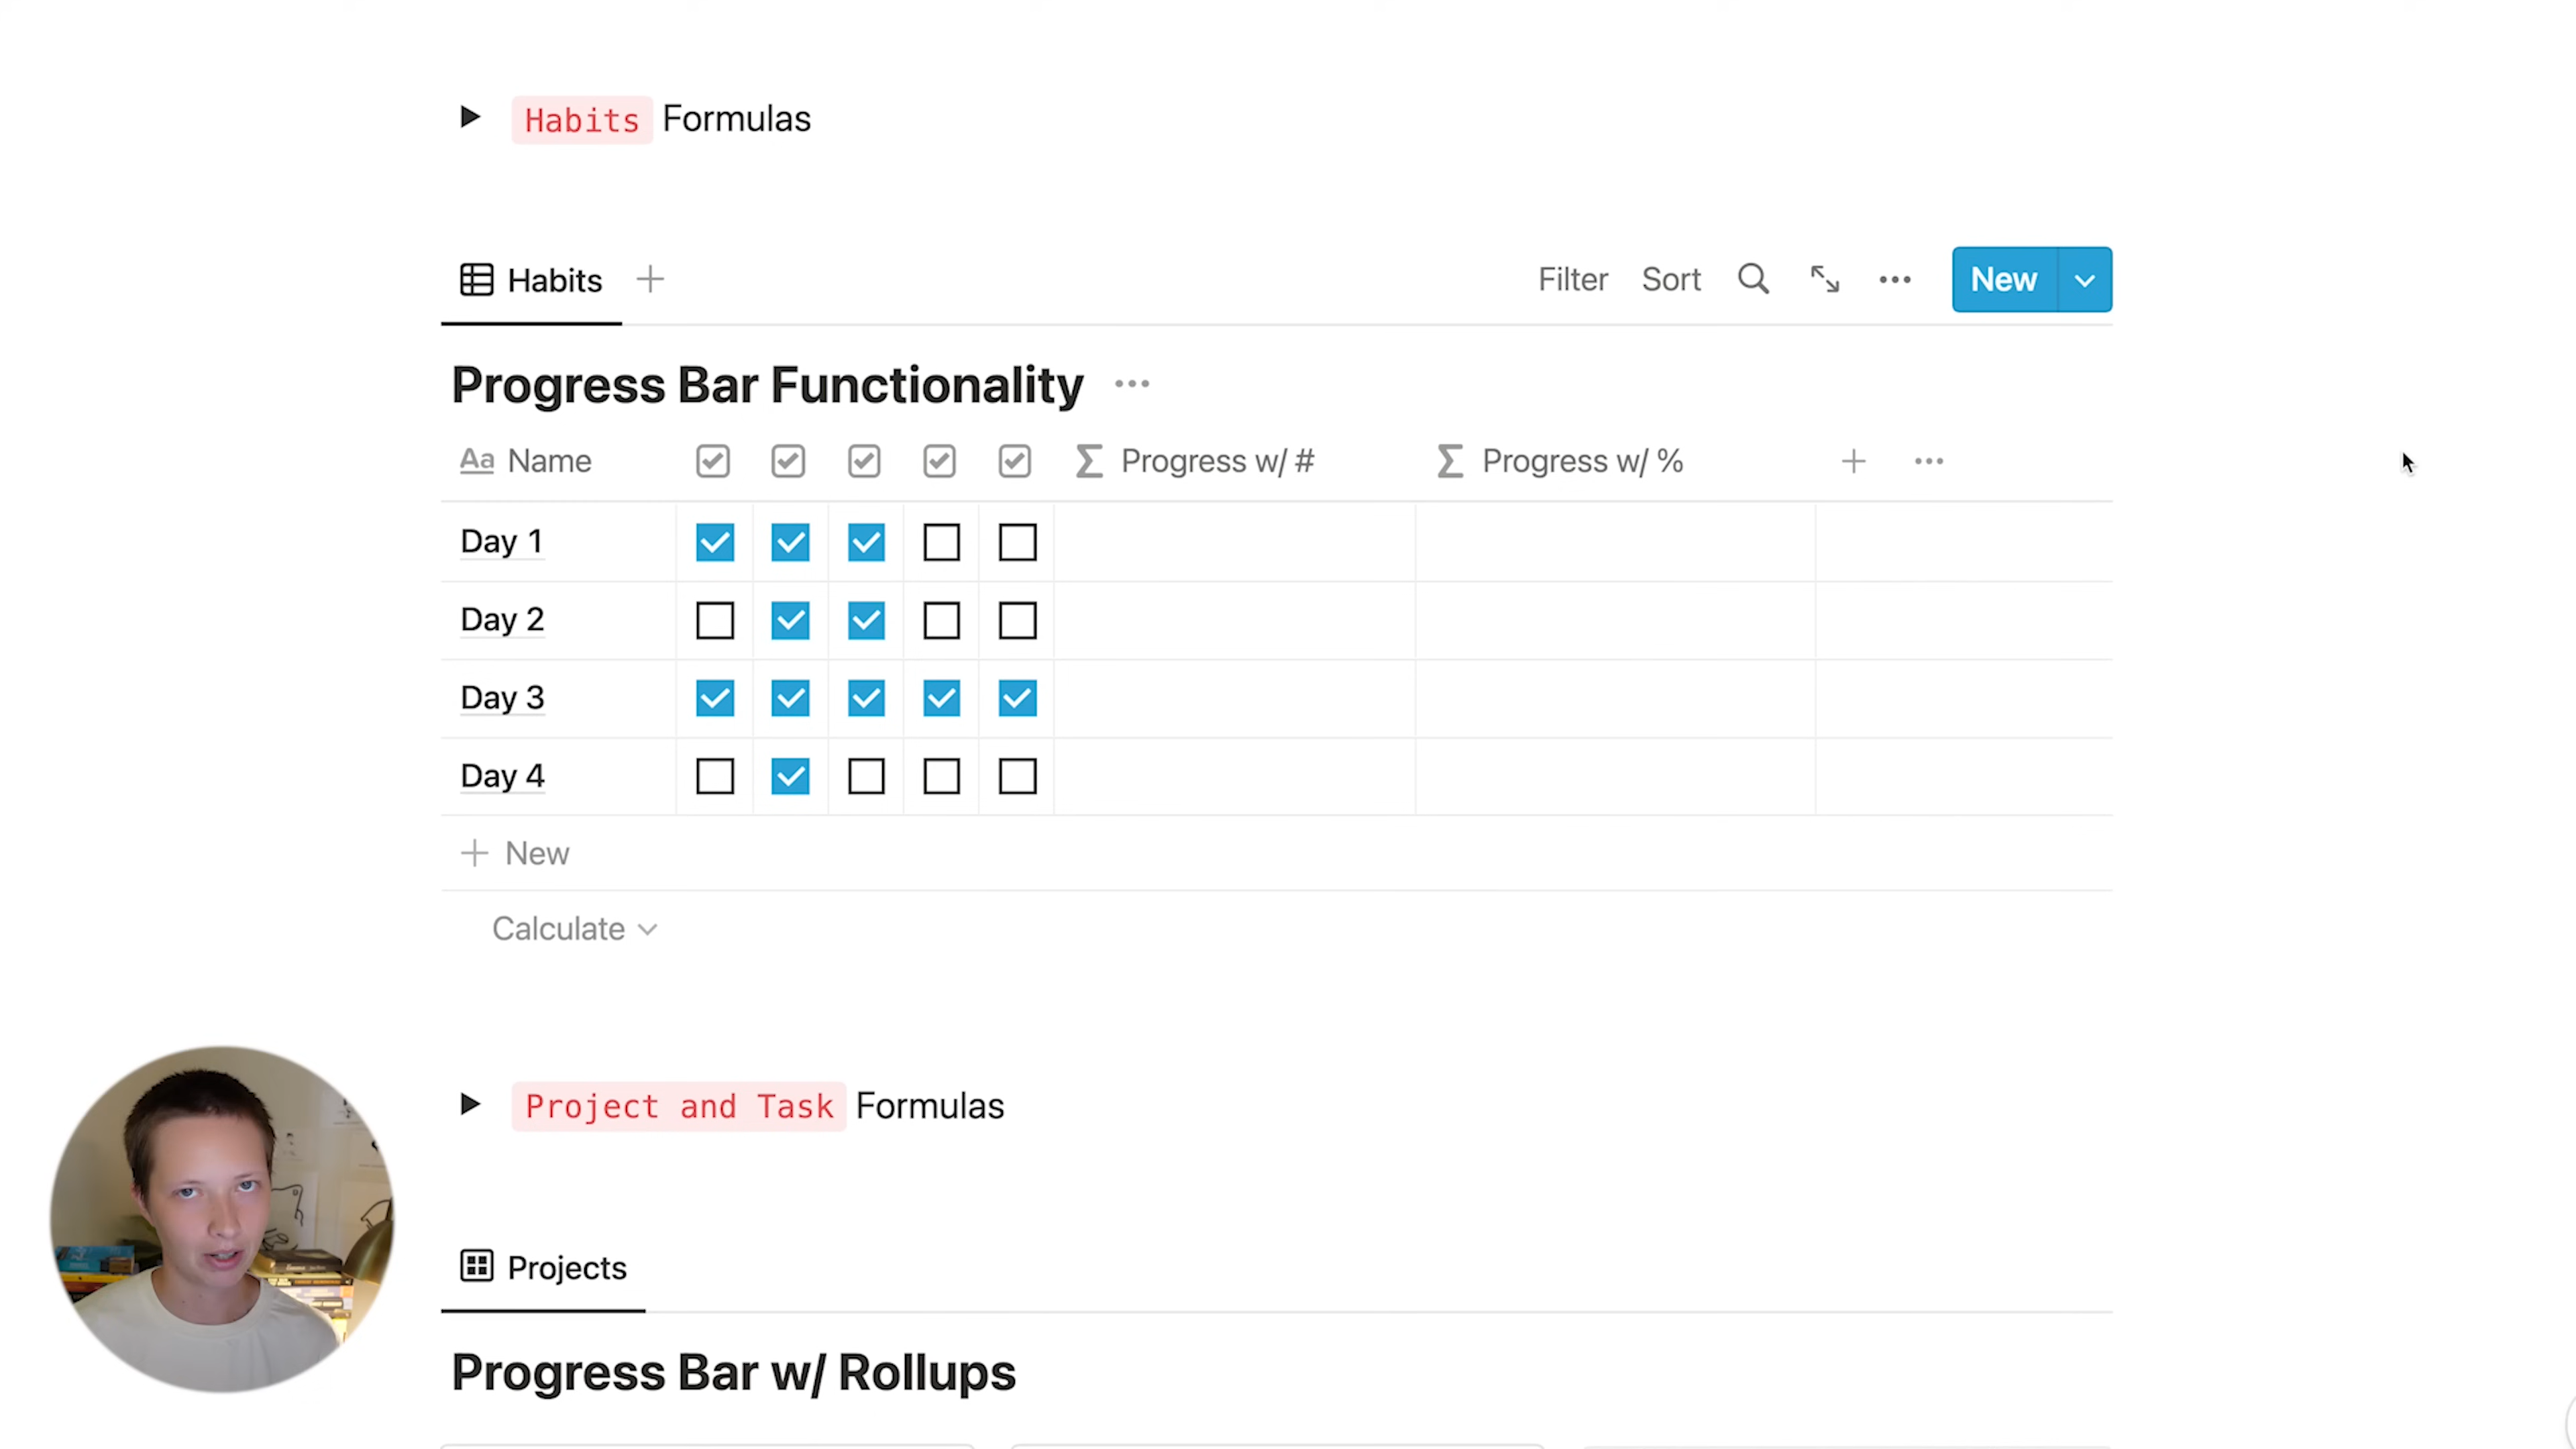 Habits Formulas
Habits
Filter Sort New
Progress Bar Functionality
Aa Name Progress w/ # Progress w/ %
Day 1
Day 2
Day 3
Day 4
New
Calculate
Project and Task Formulas
Projects
Progress Bar w/ Rollups